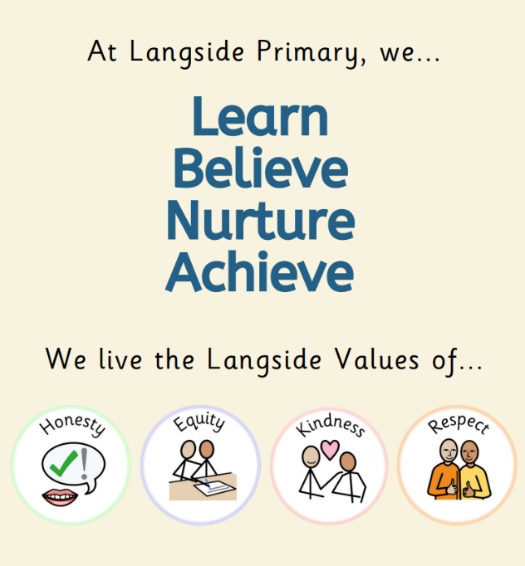 At Langside Primary, we...
Learn
Believe
Nurture
Achieve
We live the Langside Values of...
Honesty
Equity
Kindness
Respect